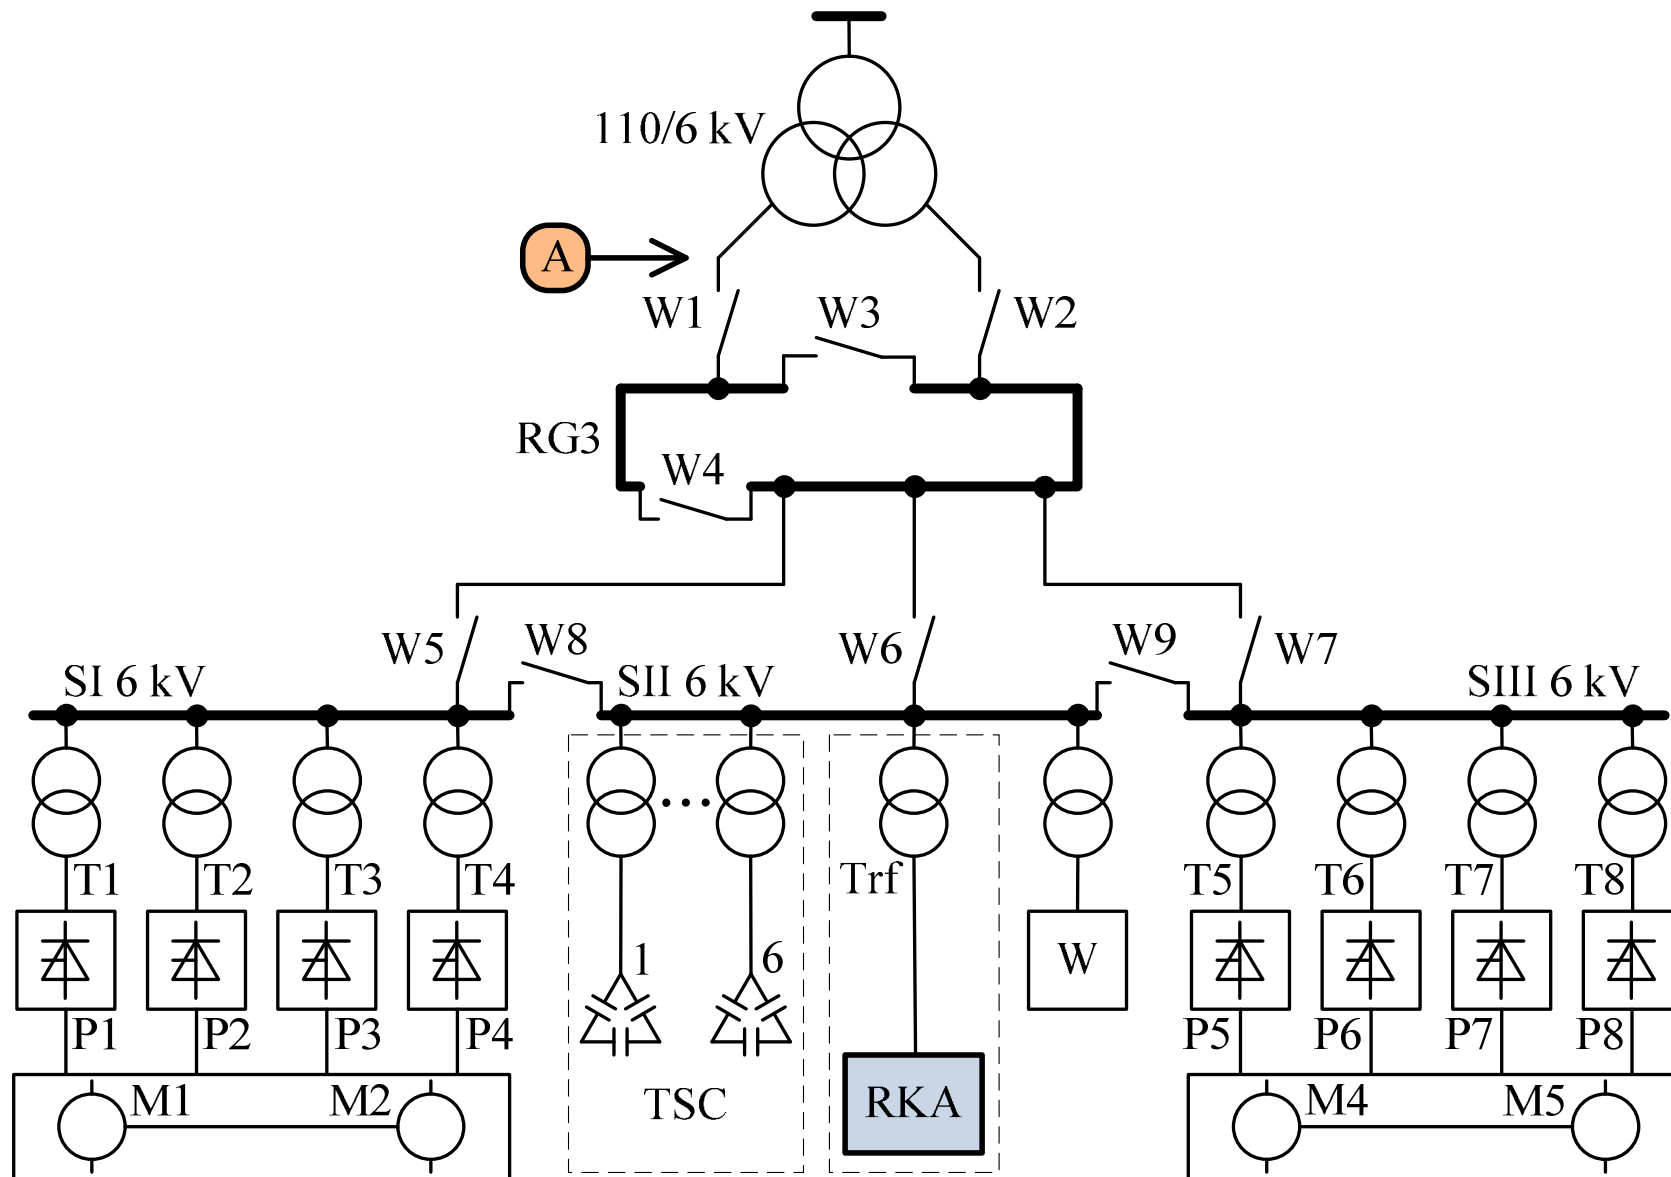 110/6 kV
A
W1
W3
W2
RG3
W4
W5
W8
W6
W9
W7
SI 6 kV
SII 6 kV
SIII 6 kV
T1
T2
T3
T4
Trf
T5
T6
T7
T8
1
6
W
P1
P2
P3
P4
P5
P6
P7
P8
M1
M2
TSC
RKA
M4
M5